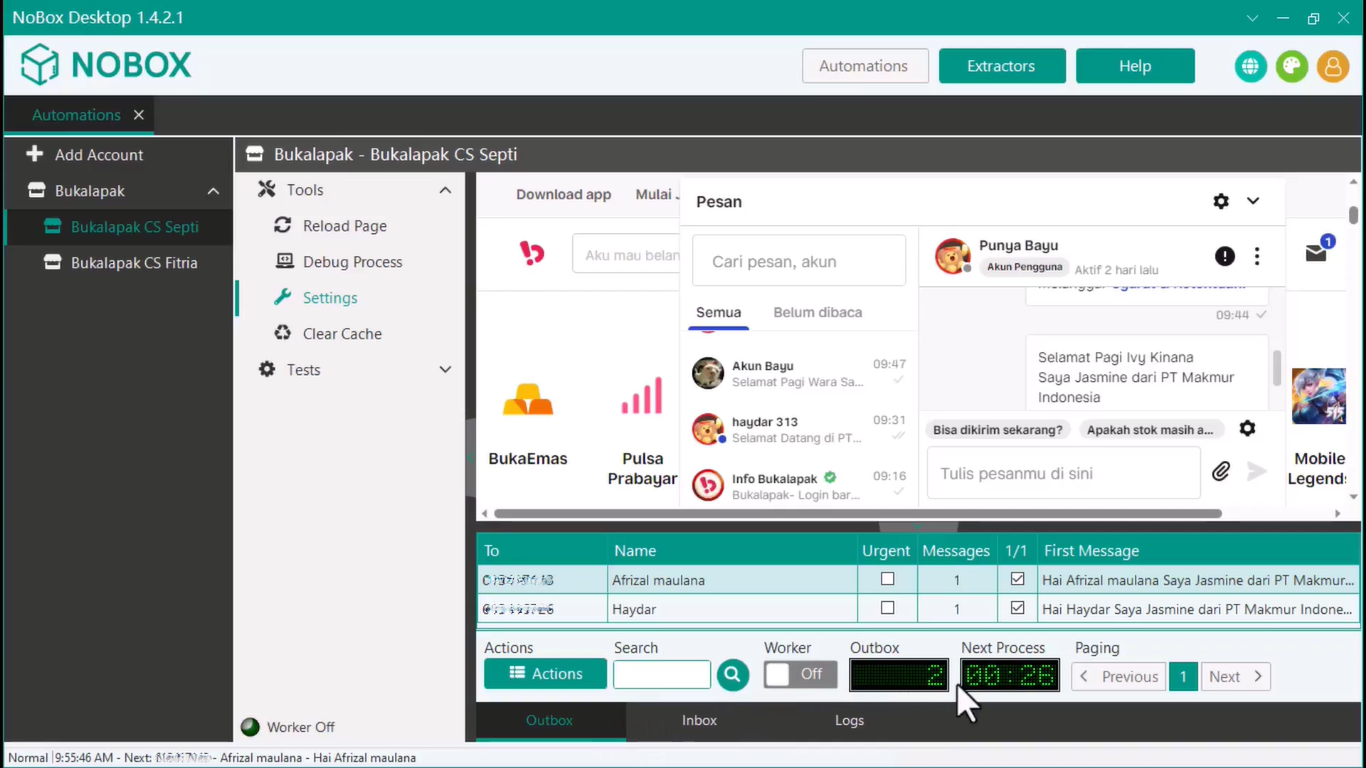 NoBox Desktop 1.4.2.1
NOBOX
Automations
Extractors
Help
Automations
Add Account
Bukalapak
Bukalapak CS Septi
Bukalapak CS Fitria
Bukalapak - Bukalapak CS Septi
Tools
Reload Page
Debug Process
Settings
Clear Cache
Tests
Worker Off
Download app
Mulai
Aku mau belan
BukaEmas
Pulsa
Prabayar
Pesan
Cari pesan, akun
Semua
Belum dibaca
Akun Bayu
09:47
Selamat Pagi Wara Sa...
haydar 313
09:31
Selamat Datang di PT...
Info Bukalapak
09:16
Bukalapak- Login bar...
Punya Bayu
Akun Pengguna
Aktif 2 hari lalu
09:44
Selamat Pagi Ivy Kinana
Saya Jasmine dari PT Makmur
Indonesia
Bisa dikirim sekarang?
Apakah stok masih a...
Tulis pesanmu di sini
1
515
Mobile
Legends
To
Name
Urgent
Messages
1/1
First Message
Afrizal maulana
1
Hai Afrizal maulana Saya Jasmine dari PT Makmur...
Haydar
1
Hai Haydar Saya Jasmine dari PT Makmur Indone...
Actions
Search
Worker
Outbox
Next Process
Paging
Actions
Off
2
00:26
Previous
1
Next
Outbox
Inbox
Logs
Normal
9:55:46 AM - Next: - Afrizal maulana - Hai Afrizal maulana